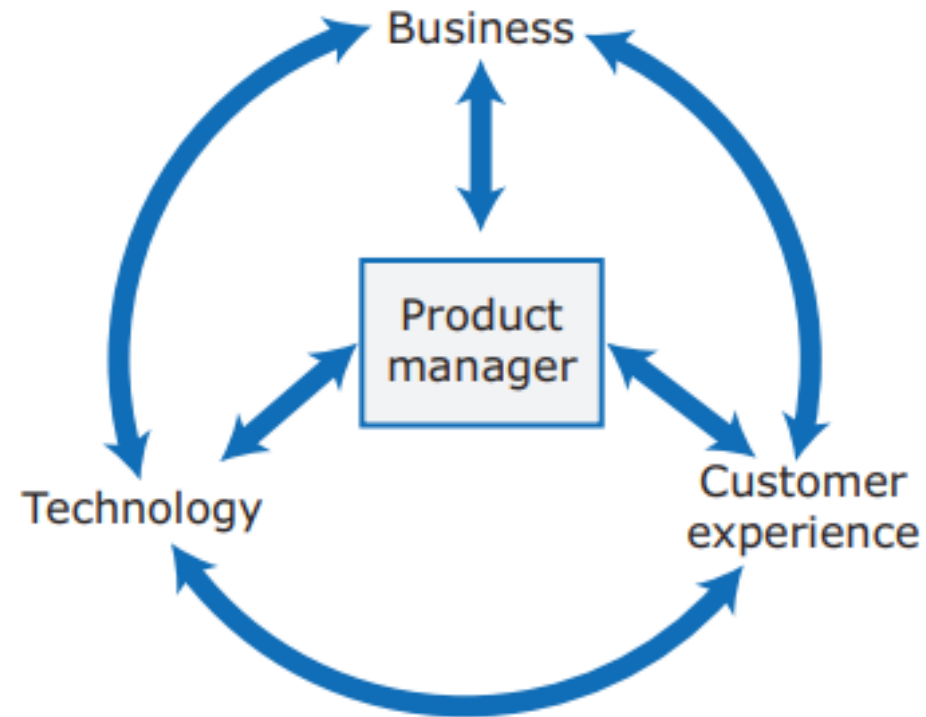 Business
Product
manager
Technology
Customer
experience